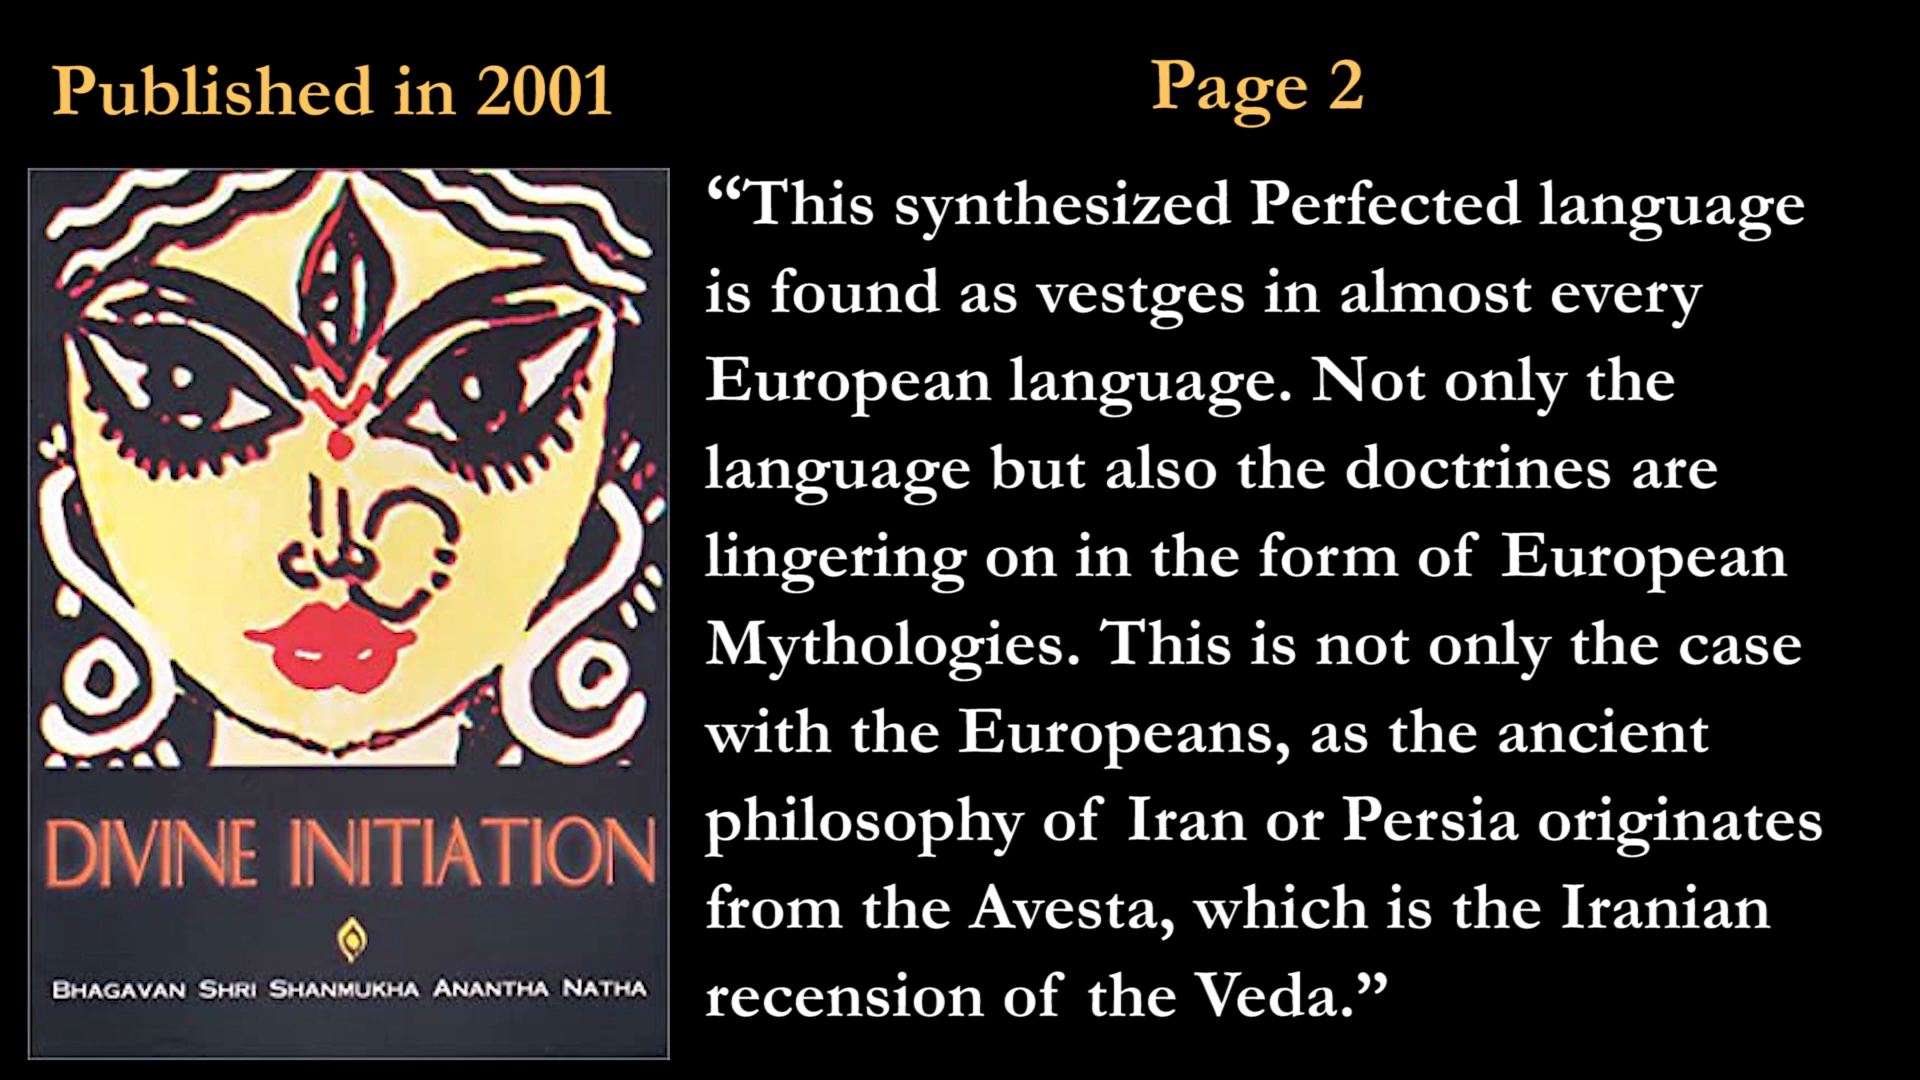 Published in 2001
DIVINE INITIATION
BHAGAVAN SHRI SHANMUKHA ANANTHA NATHA
Page 2
“This synthesized Perfected language
is found as vestges in almost every
European language. Not only the
language but also the doctrines are
lingering on in the form of European
Mythologies. This is not only the case
with the Europeans, as the ancient
philosophy of Iran or Persia originates
from the Avesta, which is the Iranian
recension of the Veda.”